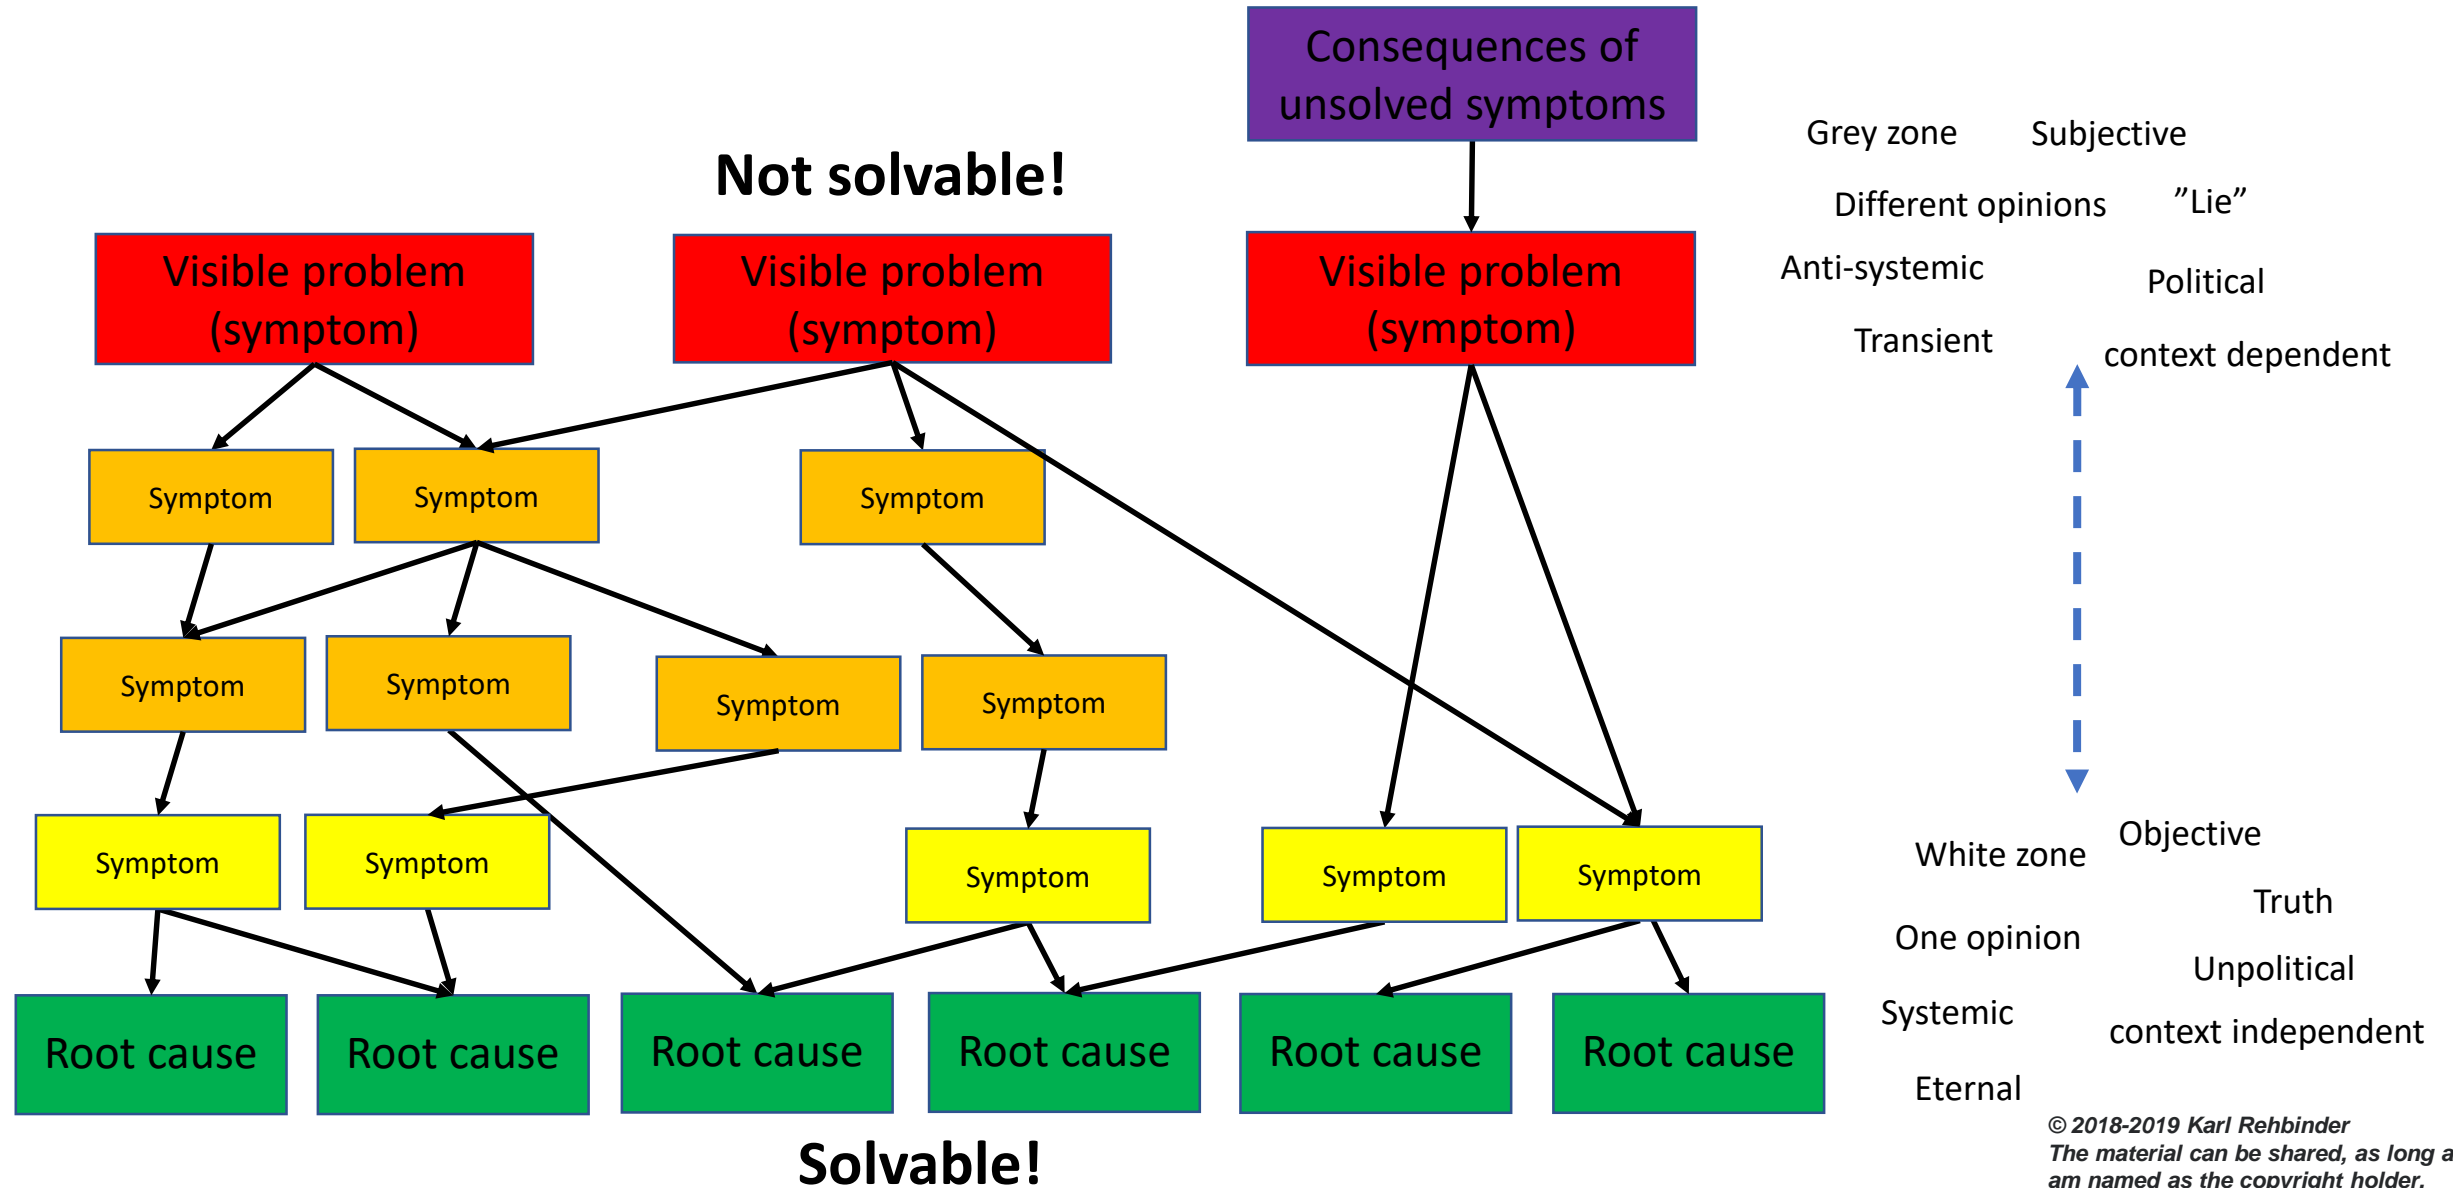 Consequences of
unsolved symptoms
Not solvable!
Grey zone
Subjective
Different opinions
”Lie”
Anti-systemic
Political
Transient
context dependent
Visible problem
(symptom)
Visible problem
(symptom)
Visible problem
(symptom)
Symptom
Symptom
Symptom
Symptom
Symptom
Symptom
Symptom
Symptom
Symptom
Symptom
Symptom
Symptom
White zone
Objective
Truth
One opinion
Unpolitical
Systemic
context independent
Eternal
Root cause
Root cause
Root cause
Root cause
Root cause
Root cause
Solvable!
© 2018-2019 Karl Rehbinder
The material can be shared, as long a
am named as the copyright holder.